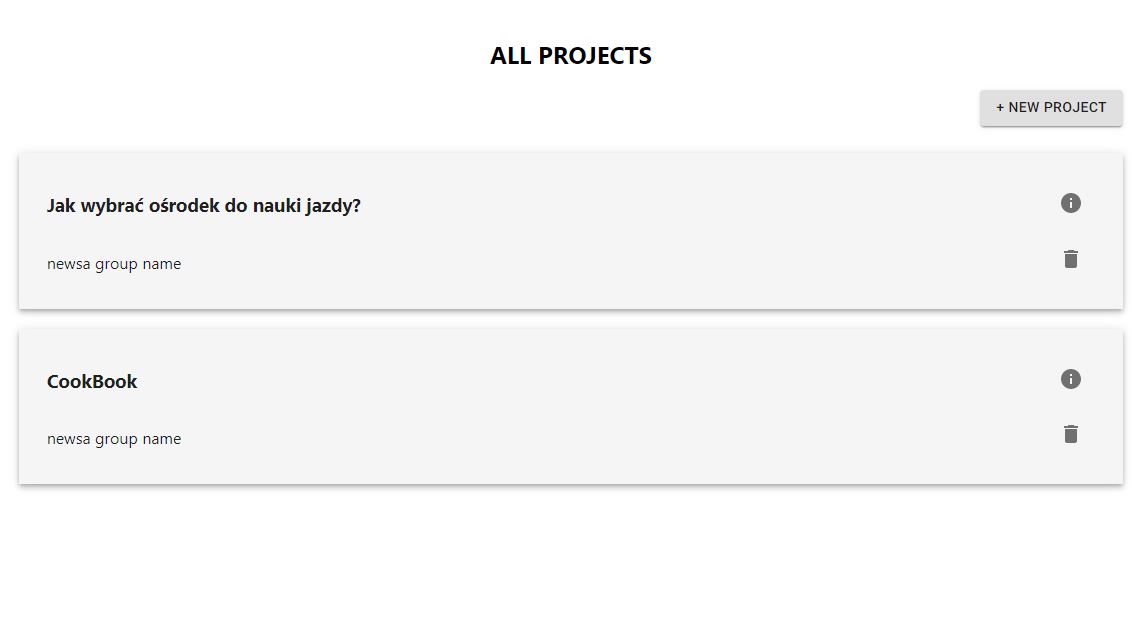 ALL PROJECTS
+ NEW PROJECT
Jak wybrać ośrodek do nauki jazdy?
newsa group name
CookBook
newsa group name